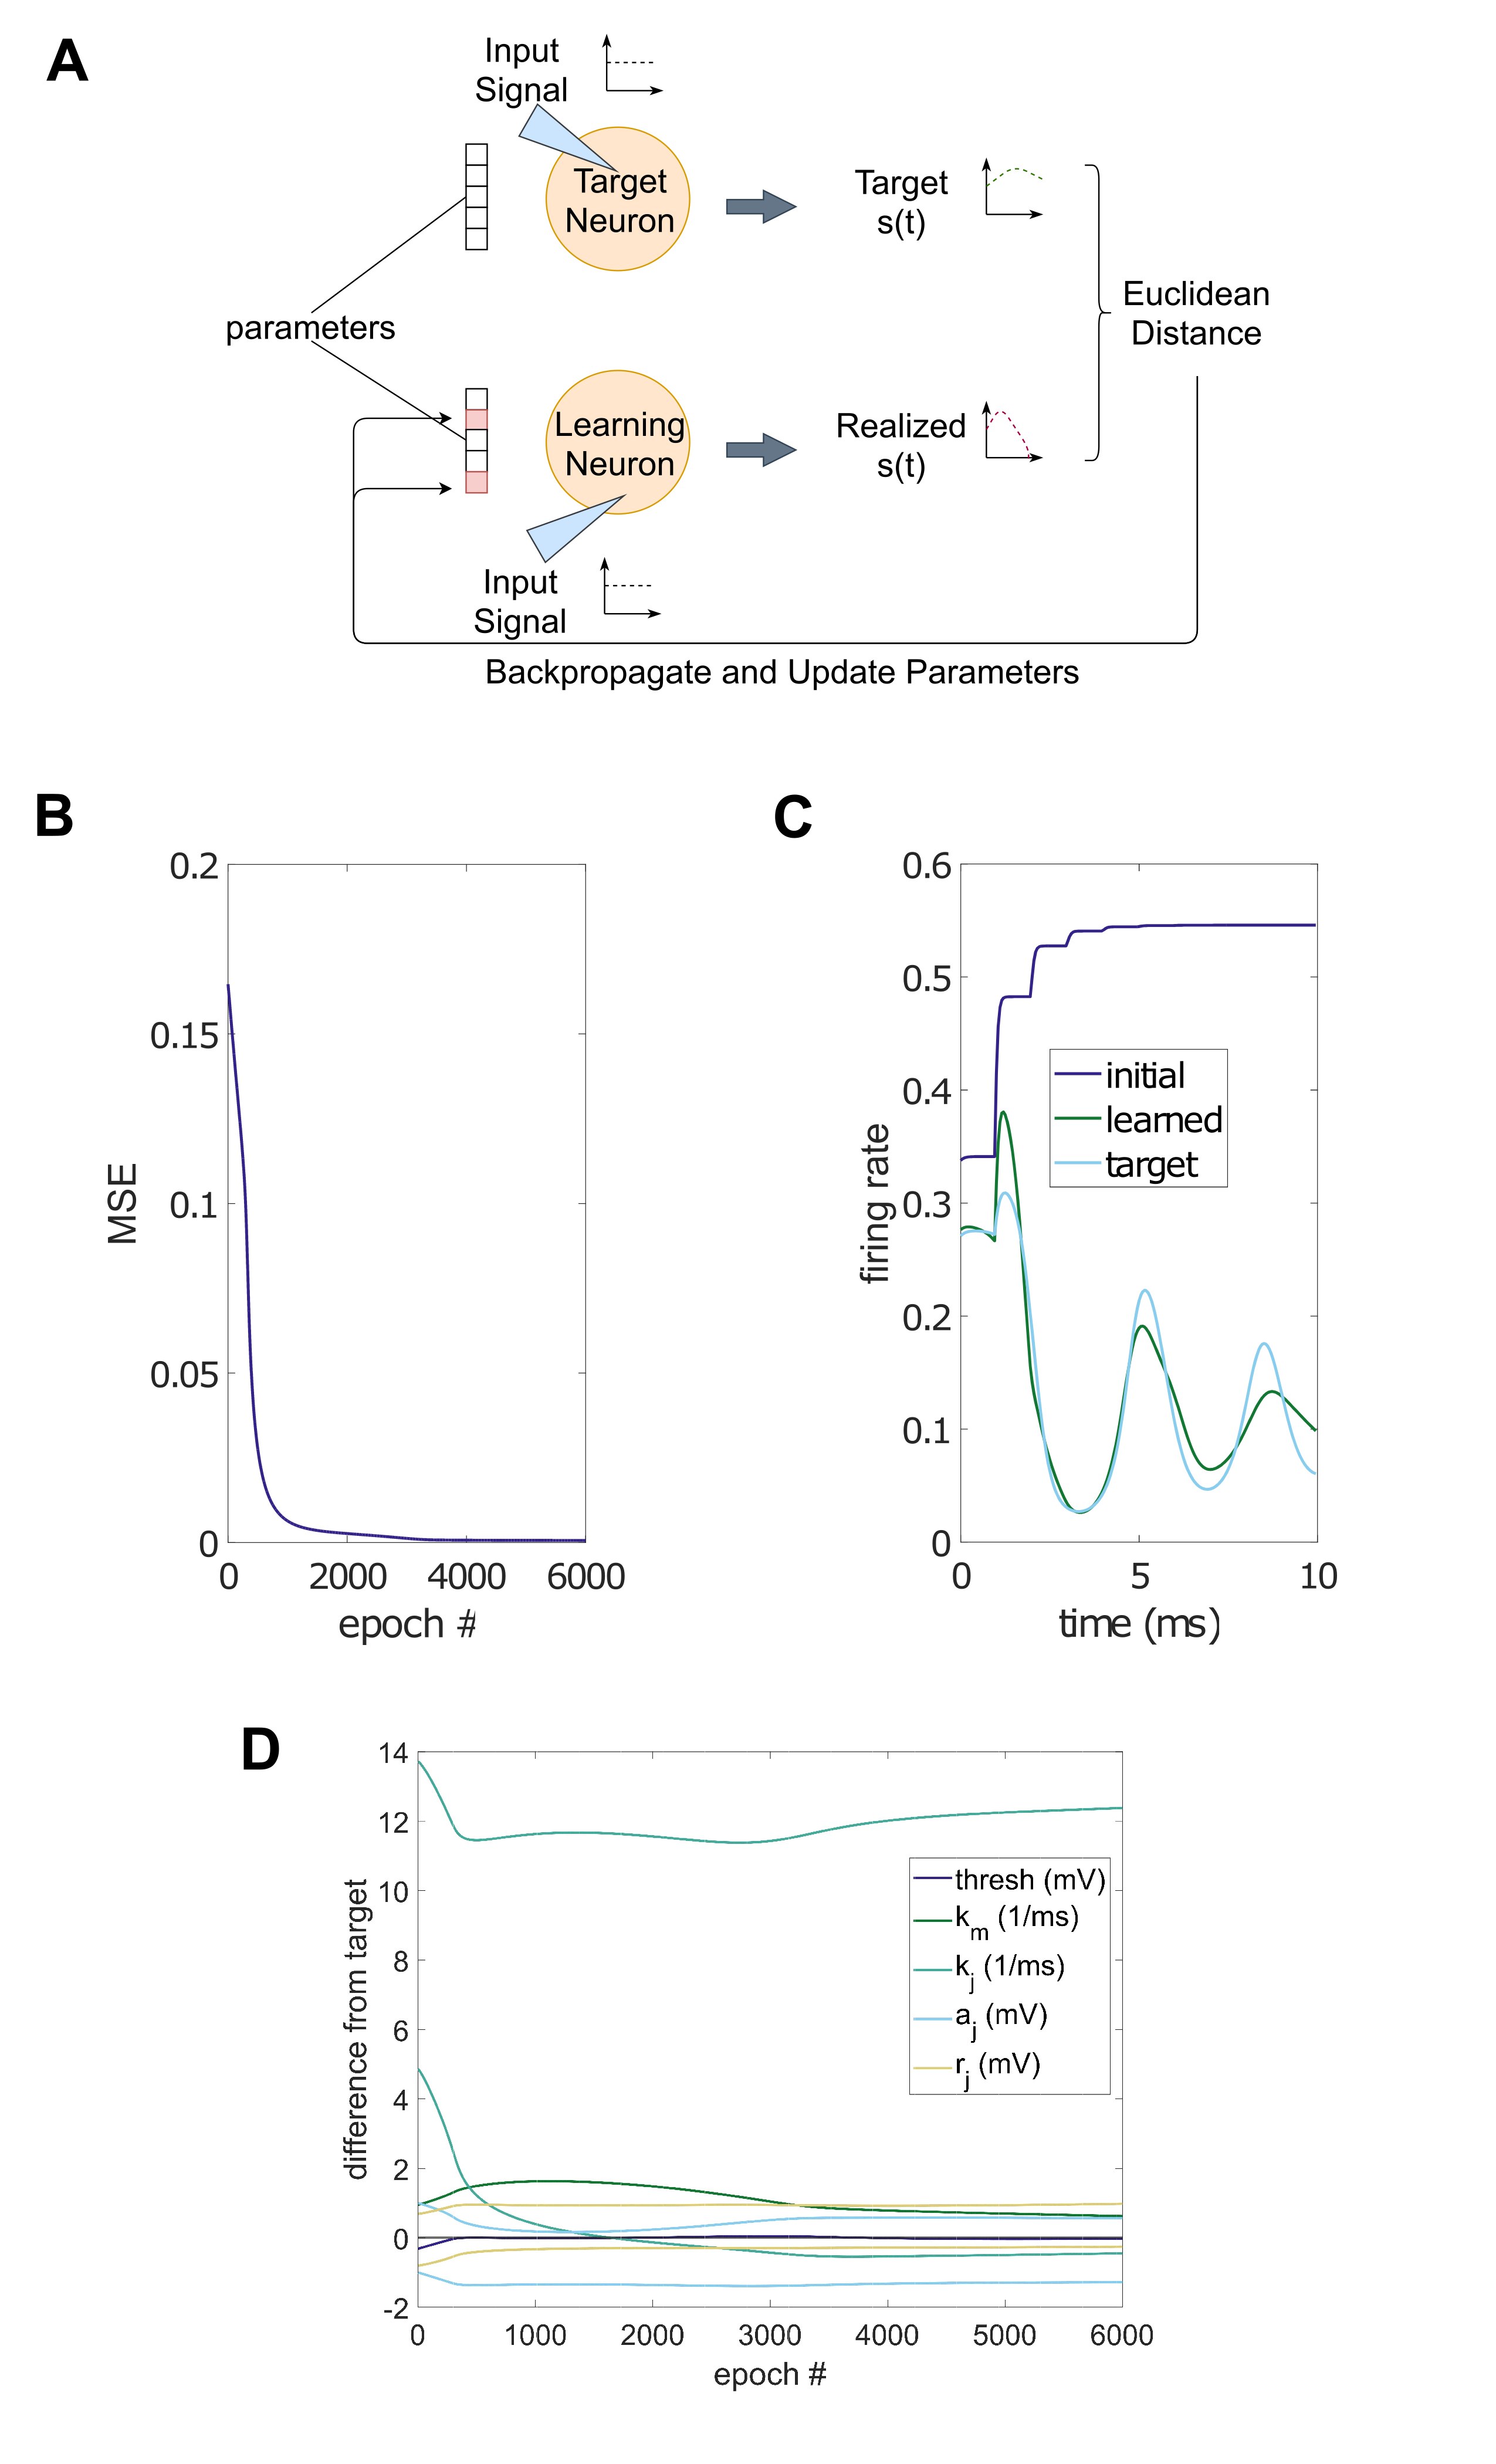 A
Input
Signal
Target
Neuron
Target
s(t)
Euclidean
Distance
parameters
Learning
Neuron
Realized
s(t)
Input
Signal
Backpropagate and Update Parameters
B
0.2
0.15
0.1
0.05
0
MSE
0 2000 4000 6000
epoch #
C
0.6
0.5
0.4
0.3
0.2
0.1
0
firing rate
initial
learned
target
0 5 10
time (ms)
D
14
12
10
8
6
4
2
0
-2
difference from target
thresh (mV)
k_m (1/ms)
k_j (1/ms)
a_j (mV)
r_j (mV)
0 1000 2000 3000 4000 5000 6000
epoch #